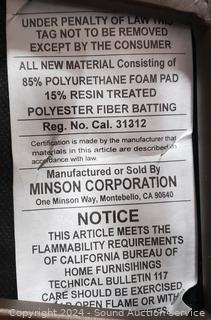 UNDER PENALTY OF LAW THIS
TAG NOT TO BE REMOVED
EXCEPT BY THE CONSUMER
ALL NEW MATERIAL Consisting of
85% POLYURETHANE FOAM PAD
15% RESIN TREATED
POLYESTER FIBER BATTING
Reg. No. Cal. 31312
Certification is made by the manufacturer that
materials in this article are described in
accordance with law.
Manufactured or Sold By
MINSON CORPORATION
One Minson Way, Montebello, CA 90640
NOTICE
THIS ARTICLE MEETS THE
FLAMMABILITY REQUIREMENTS
OF CALIFORNIA BUREAU OF
HOME FURNISIHINGS
TECHNICAL BULLETIN 117
CARE SHOULD BE EXERCISED
OPEN FLAME OR WITH
Copyright © 2024 - Sound Auction Service